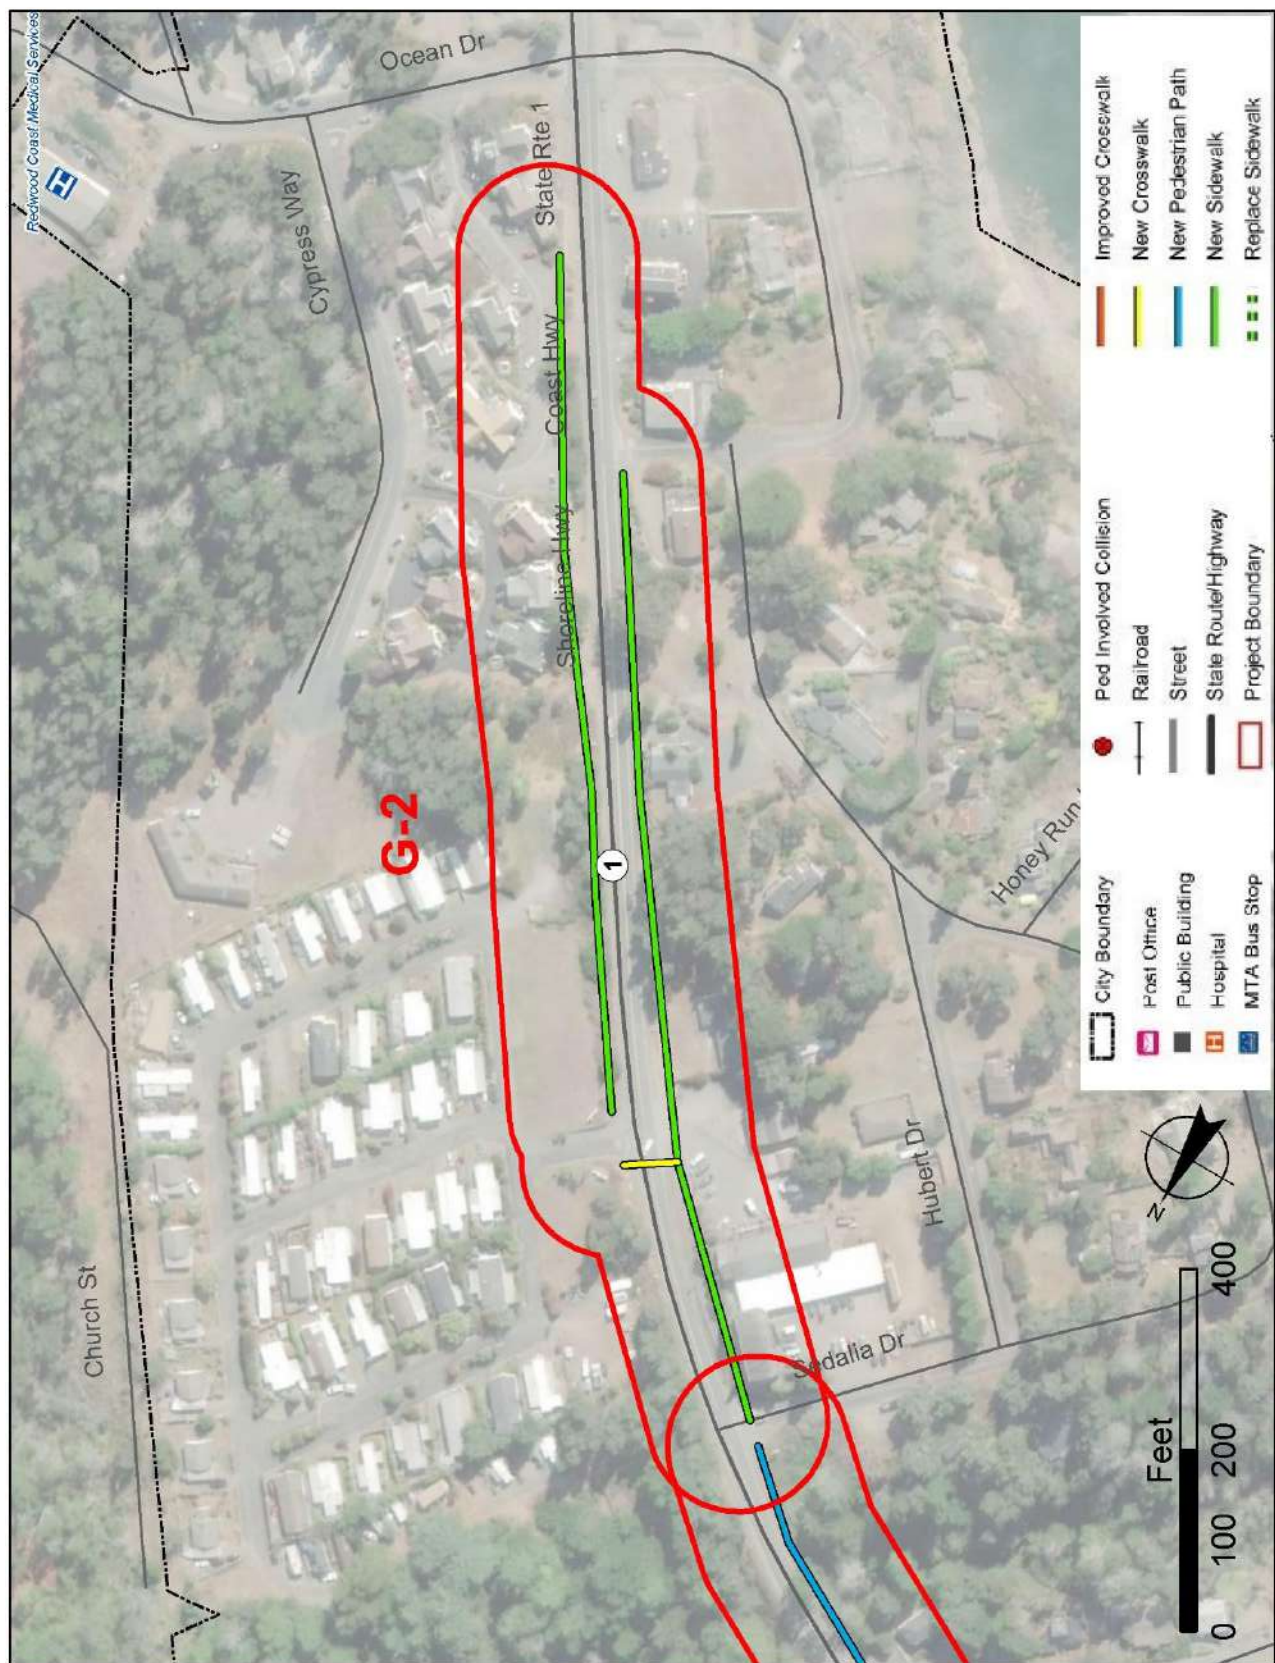 Redwood Coast Medical Services
H
Ocean Dr
Cypress Way
State Rte 1
Coast Hwy
Shoreline Hwy
G-2
1
Church St
Honey Run
Hubert Dr
Sedalia Dr
N
Feet
0 100 200 400
City Boundary
Post Office
Public Building
H Hospital
MTA Bus Stop
Ped Involved Collision
Railroad
Street
State Route/Highway
Project Boundary
Improved Crosswalk
New Crosswalk
New Pedestrian Path
New Sidewalk
Replace Sidewalk